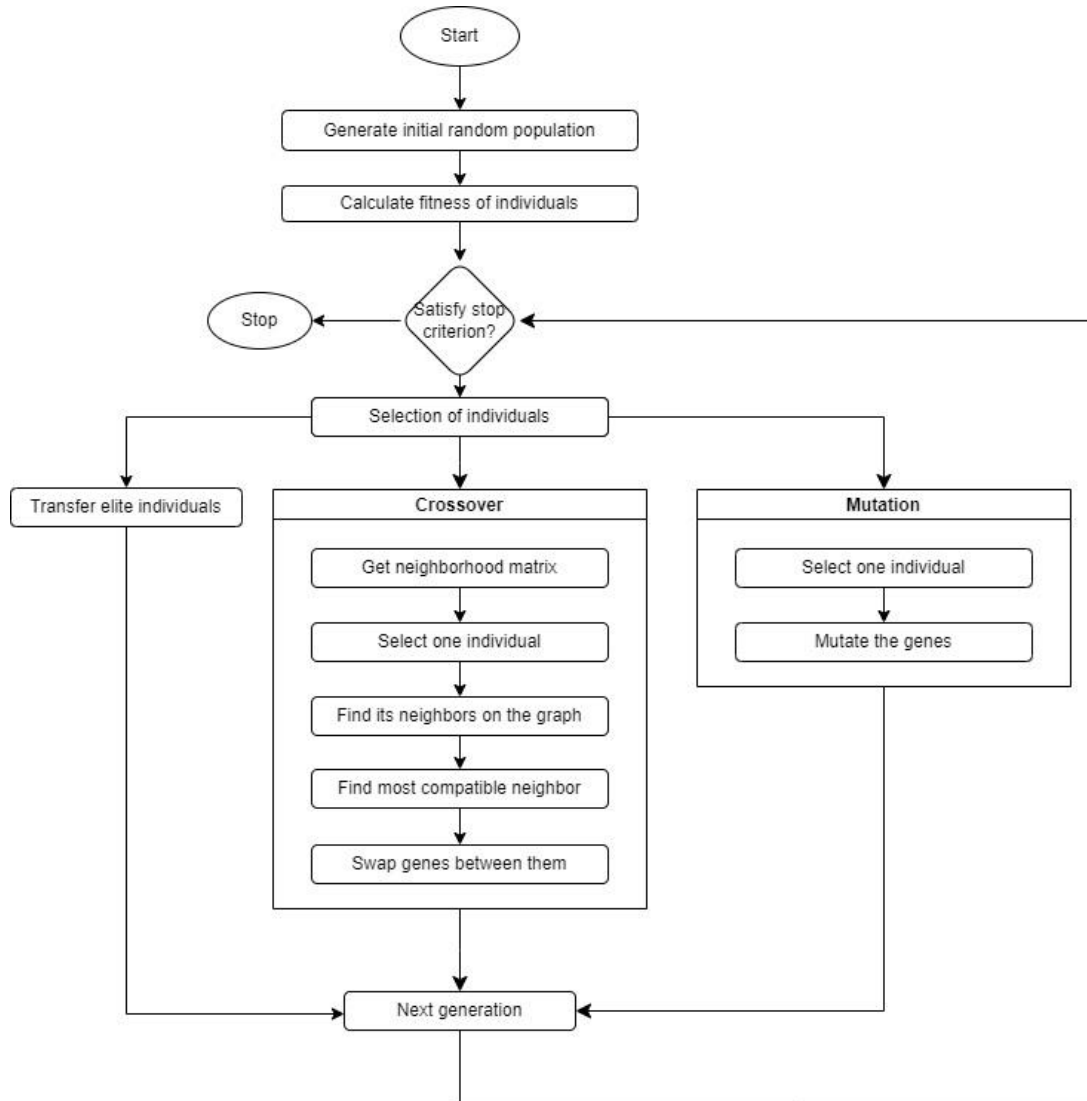 Start
Generate initial random population
Calculate fitness of individuals
Satisfy stop
criterion?
Stop
Selection of individuals
Transfer elite individuals
Crossover
Get neighborhood matrix
Select one individual
Find its neighbors on the graph
Find most compatible neighbor
Swap genes between them
Mutation
Select one individual
Mutate the genes
Next generation